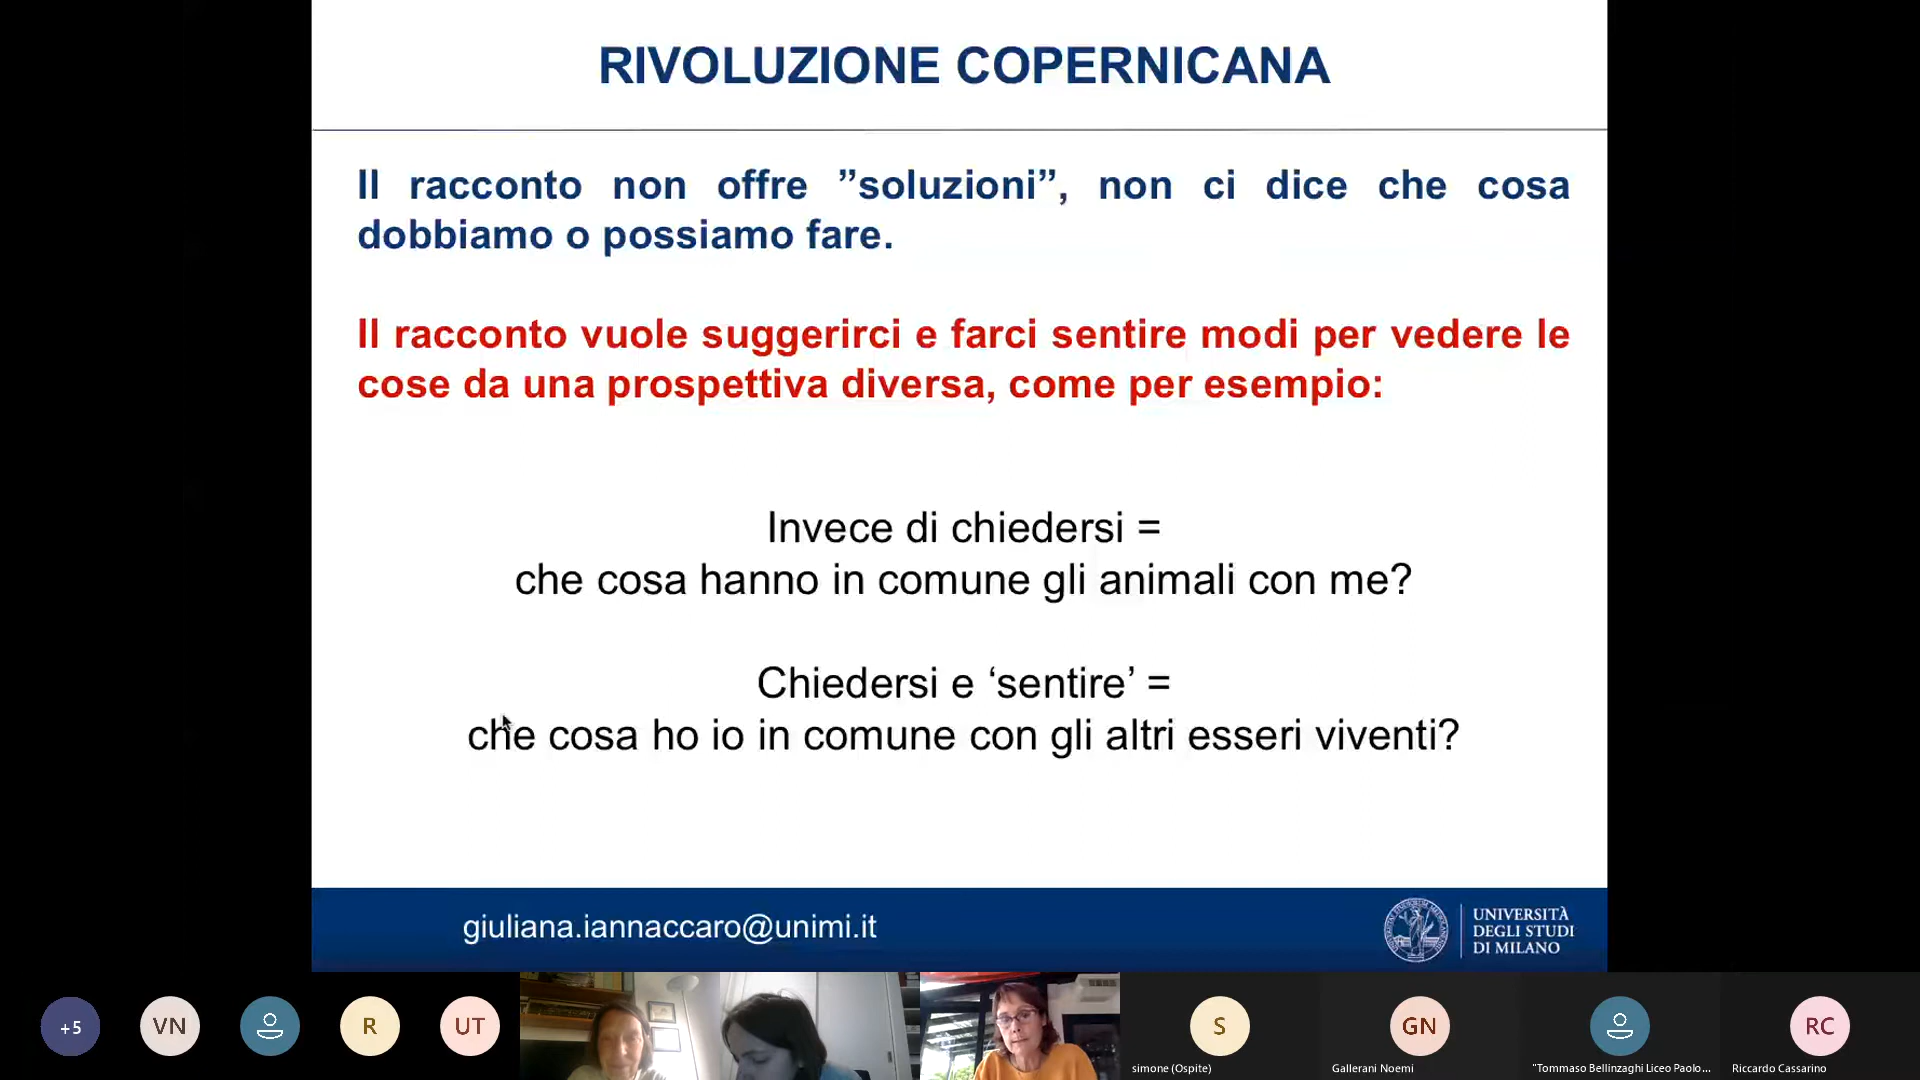 RIVOLUZIONE COPERNICANA
Il racconto non offre ”soluzioni”, non ci dice che cosa
dobbiamo o possiamo fare.
Il racconto vuole suggerirci e farci sentire modi per vedere le
cose da una prospettiva diversa, come per esempio:
Invece di chiedersi =
che cosa hanno in comune gli animali con me?
Chiedersi e ‘sentire’ =
che cosa ho io in comune con gli altri esseri viventi?
giuliana.iannaccaro@unimi.it
UNIVERSITÀ
DEGLI STUDI
DI MILANO
+5
VN
R
UT
S
GN
RC
simone (Ospite)
Gallerani Noemi
"Tommaso Bellinzaghi Liceo Paolo...
Riccardo Cassarino